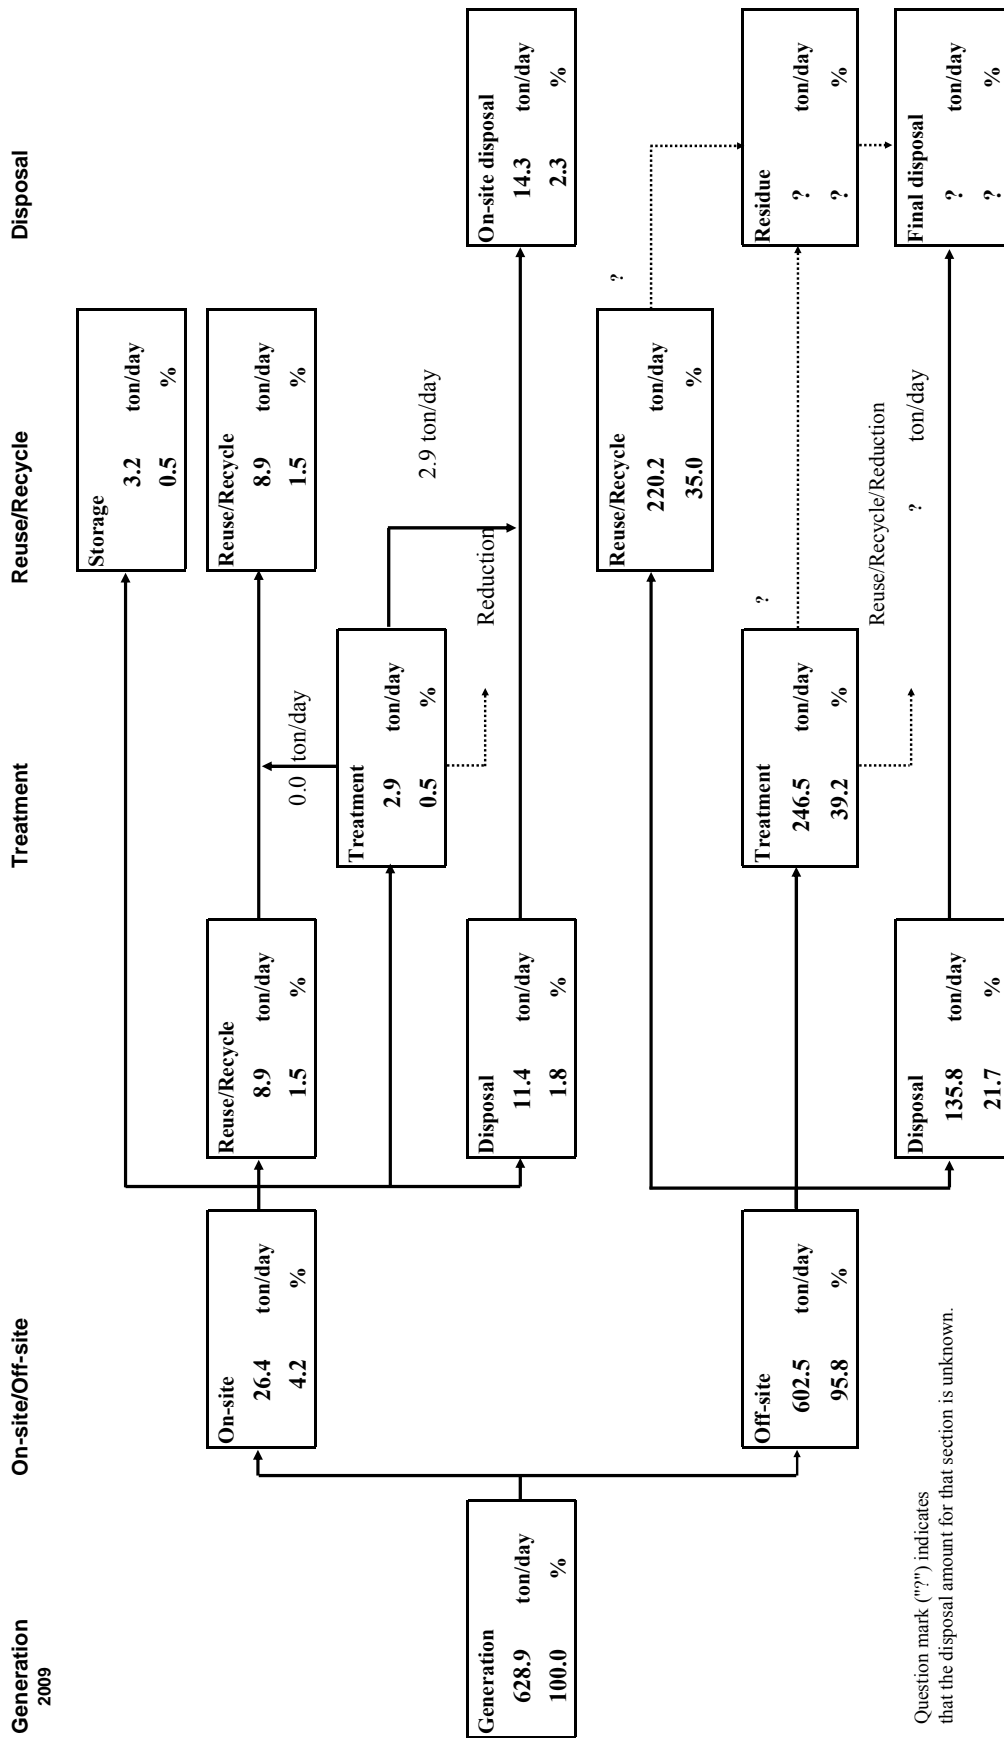 Generation
2009
On-site/Off-site
Treatment
Reuse/Recycle
Disposal
Generation
628.9 ton/day
100.0 %
On-site
26.4 ton/day
4.2 %
Off-site
602.5 ton/day
95.8 %
Reuse/Recycle
8.9 ton/day
1.5 %
Disposal
11.4 ton/day
1.8 %
Treatment
2.9 ton/day
0.5 %
0.0 ton/day
Storage
3.2 ton/day
0.5 %
Reuse/Recycle
8.9 ton/day
1.5 %
2.9 ton/day
Reduction
On-site disposal
14.3 ton/day
2.3 %
Reuse/Recycle
220.2 ton/day
35.0 %
?
Treatment
246.5 ton/day
39.2 %
?
Reuse/Recycle/Reduction
? ton/day
Disposal
135.8 ton/day
21.7 %
Residue
? ton/day
? %
Final disposal
? ton/day
? %
Question mark ("?") indicates
that the disposal amount for that section is unknown.